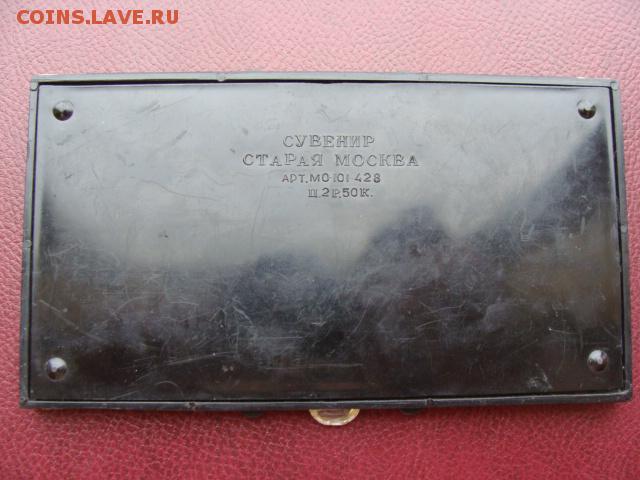 COINS.LAVE.RU
СУВЕНИР
СТАРАЯ МОСКВА
АРТ.МО-101-428
Ц.2Р.50К.